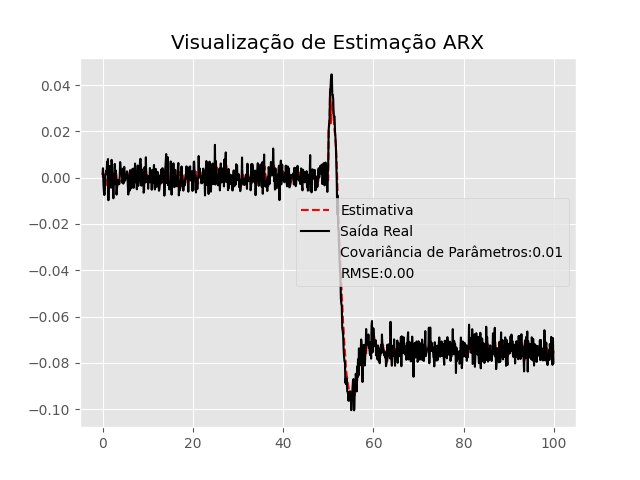 Visualização de Estimação ARX
0.04
0.02
0.00
−0.02
−0.04
−0.06
−0.08
−0.10
Estimativa
Saída Real
Covariância de Parâmetros:0.01
RMSE:0.00
0 20 40 60 80 100